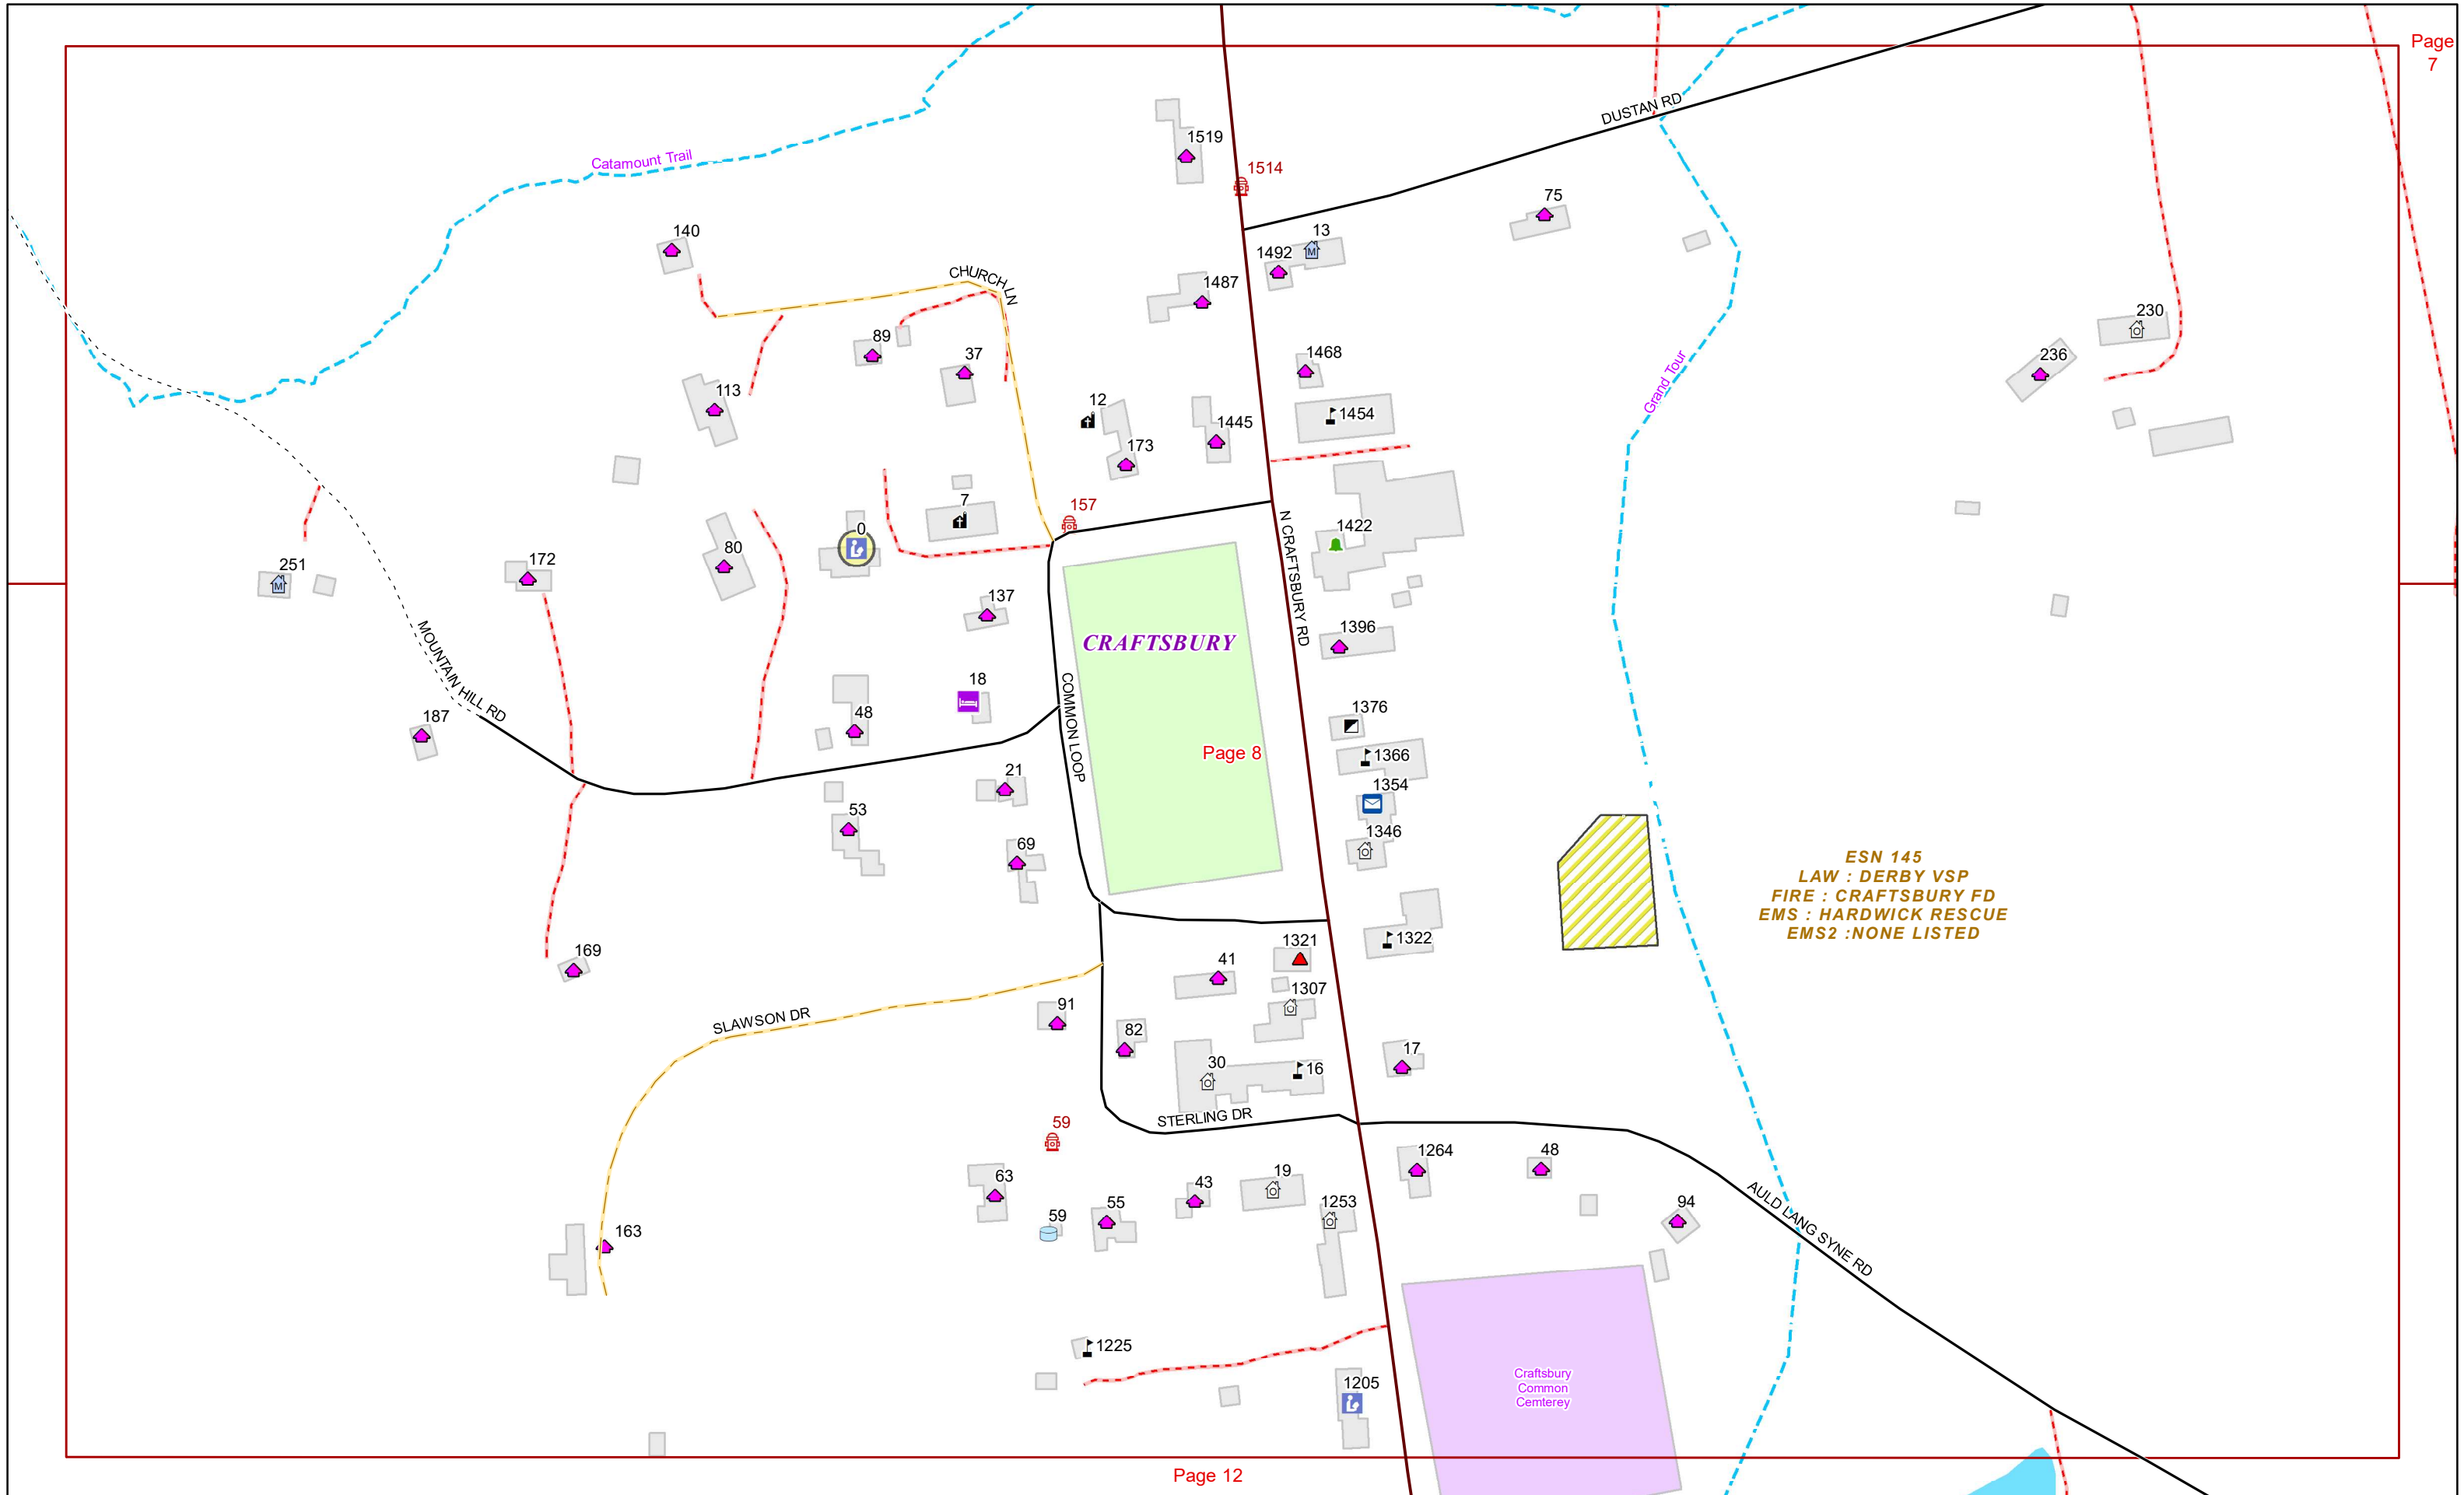 Page
7
DUSTAN RD
1519
Catamount Trail
1514
75
140
13
1492
CHURCH LN
1487
230
89
37
1468
236
113
12
1454
1445
173
Grand Tour
7
157
0
1422
N CRAFTSBURY RD
80
172
251
137
1396
CRAFTSBURY
MOUNTAIN HILL RD
18
COMMON LOOP
187
48
1376
Page 8
1366
21
1354
53
1346
69
ESN 145
LAW : DERBY VSP
FIRE : CRAFTSBURY FD
EMS : HARDWICK RESCUE
EMS2 :NONE LISTED
1322
1321
169
41
1307
91
SLAWSON DR
82
17
30
16
STERLING DR
59
1264
48
63
43
19
55
1253
94
59
AULD LANG SYNE RD
163
1225
1205
Craftsbury
Common
Cemterey
Page 12